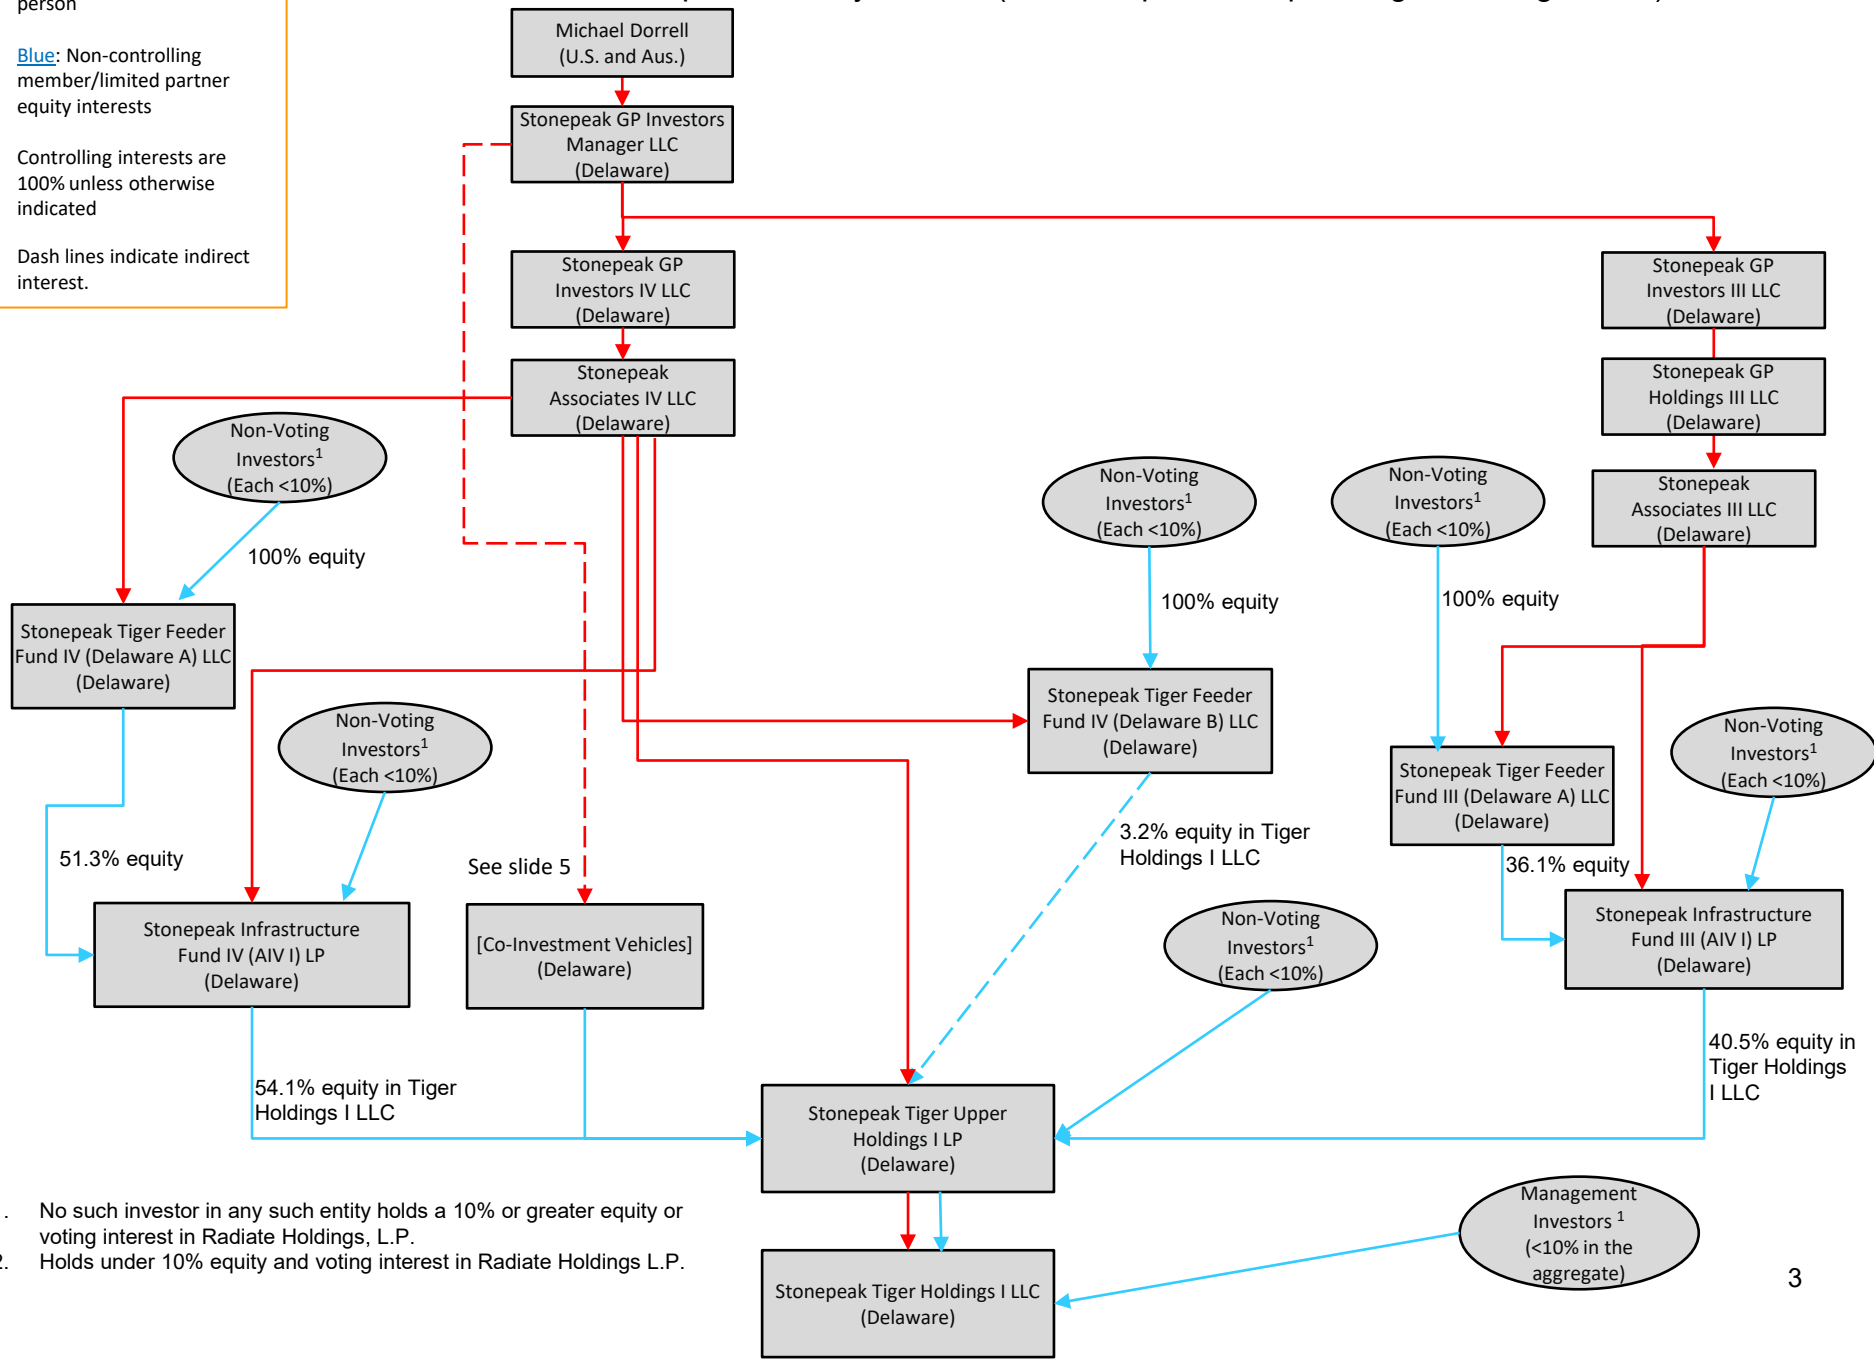 person
Blue: Non-controlling
member/limited partner
equity interests
Controlling interests are
100% unless otherwise
indicated
Dash lines indicate indirect
interest.
Michael Dorrell
(U.S. and Aus.)
Stonepeak GP Investors
Manager LLC
(Delaware)
Stonepeak GP
Investors IV LLC
(Delaware)
Stonepeak GP
Investors III LLC
(Delaware)
Stonepeak
Associates IV LLC
(Delaware)
Stonepeak GP
Holdings III LLC
(Delaware)
Non-Voting
Investors1
(Each <10%)
Non-Voting
Investors1
(Each <10%)
Non-Voting
Investors1
(Each <10%)
Stonepeak
Associates III LLC
(Delaware)
100% equity
100% equity
100% equity
Stonepeak Tiger Feeder
Fund IV (Delaware A) LLC
(Delaware)
Stonepeak Tiger Feeder
Fund IV (Delaware B) LLC
(Delaware)
Non-Voting
Investors1
(Each <10%)
Non-Voting
Investors1
(Each <10%)
Stonepeak Tiger Feeder
Fund III (Delaware A) LLC
(Delaware)
51.3% equity
See slide 5
3.2% equity in Tiger
Holdings I LLC
36.1% equity
Stonepeak Infrastructure
Fund IV (AIV I) LP
(Delaware)
[Co-Investment Vehicles]
(Delaware)
Non-Voting
Investors1
(Each <10%)
Stonepeak Infrastructure
Fund III (AIV I) LP
(Delaware)
54.1% equity in Tiger
Holdings I LLC
40.5% equity in
Tiger Holdings
I LLC
Stonepeak Tiger Upper
Holdings I LP
(Delaware)
Management
Investors 1
(<10% in the
aggregate)
Stonepeak Tiger Holdings I LLC
(Delaware)
. No such investor in any such entity holds a 10% or greater equity or
voting interest in Radiate Holdings, L.P.
2. Holds under 10% equity and voting interest in Radiate Holdings L.P.
3